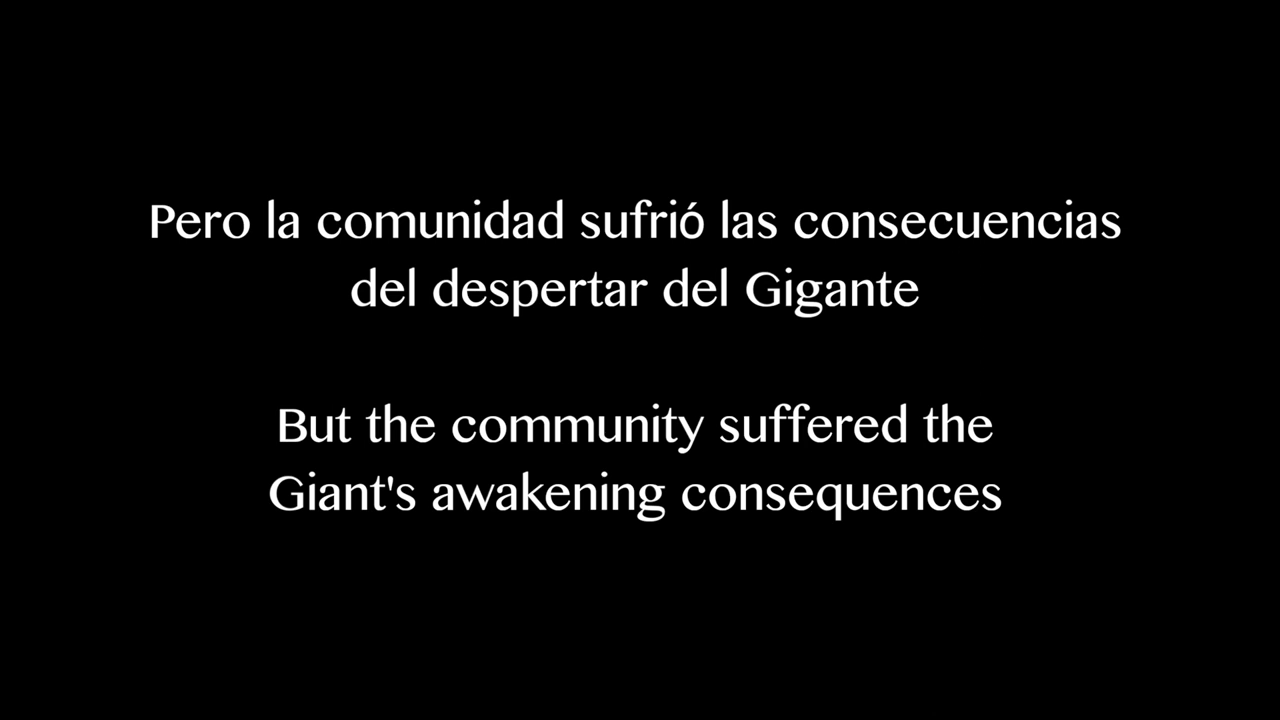 Pero la comunidad sufrió las consecuencias
del despertar del Gigante
But the community suffered the
Giant's awakening consequences